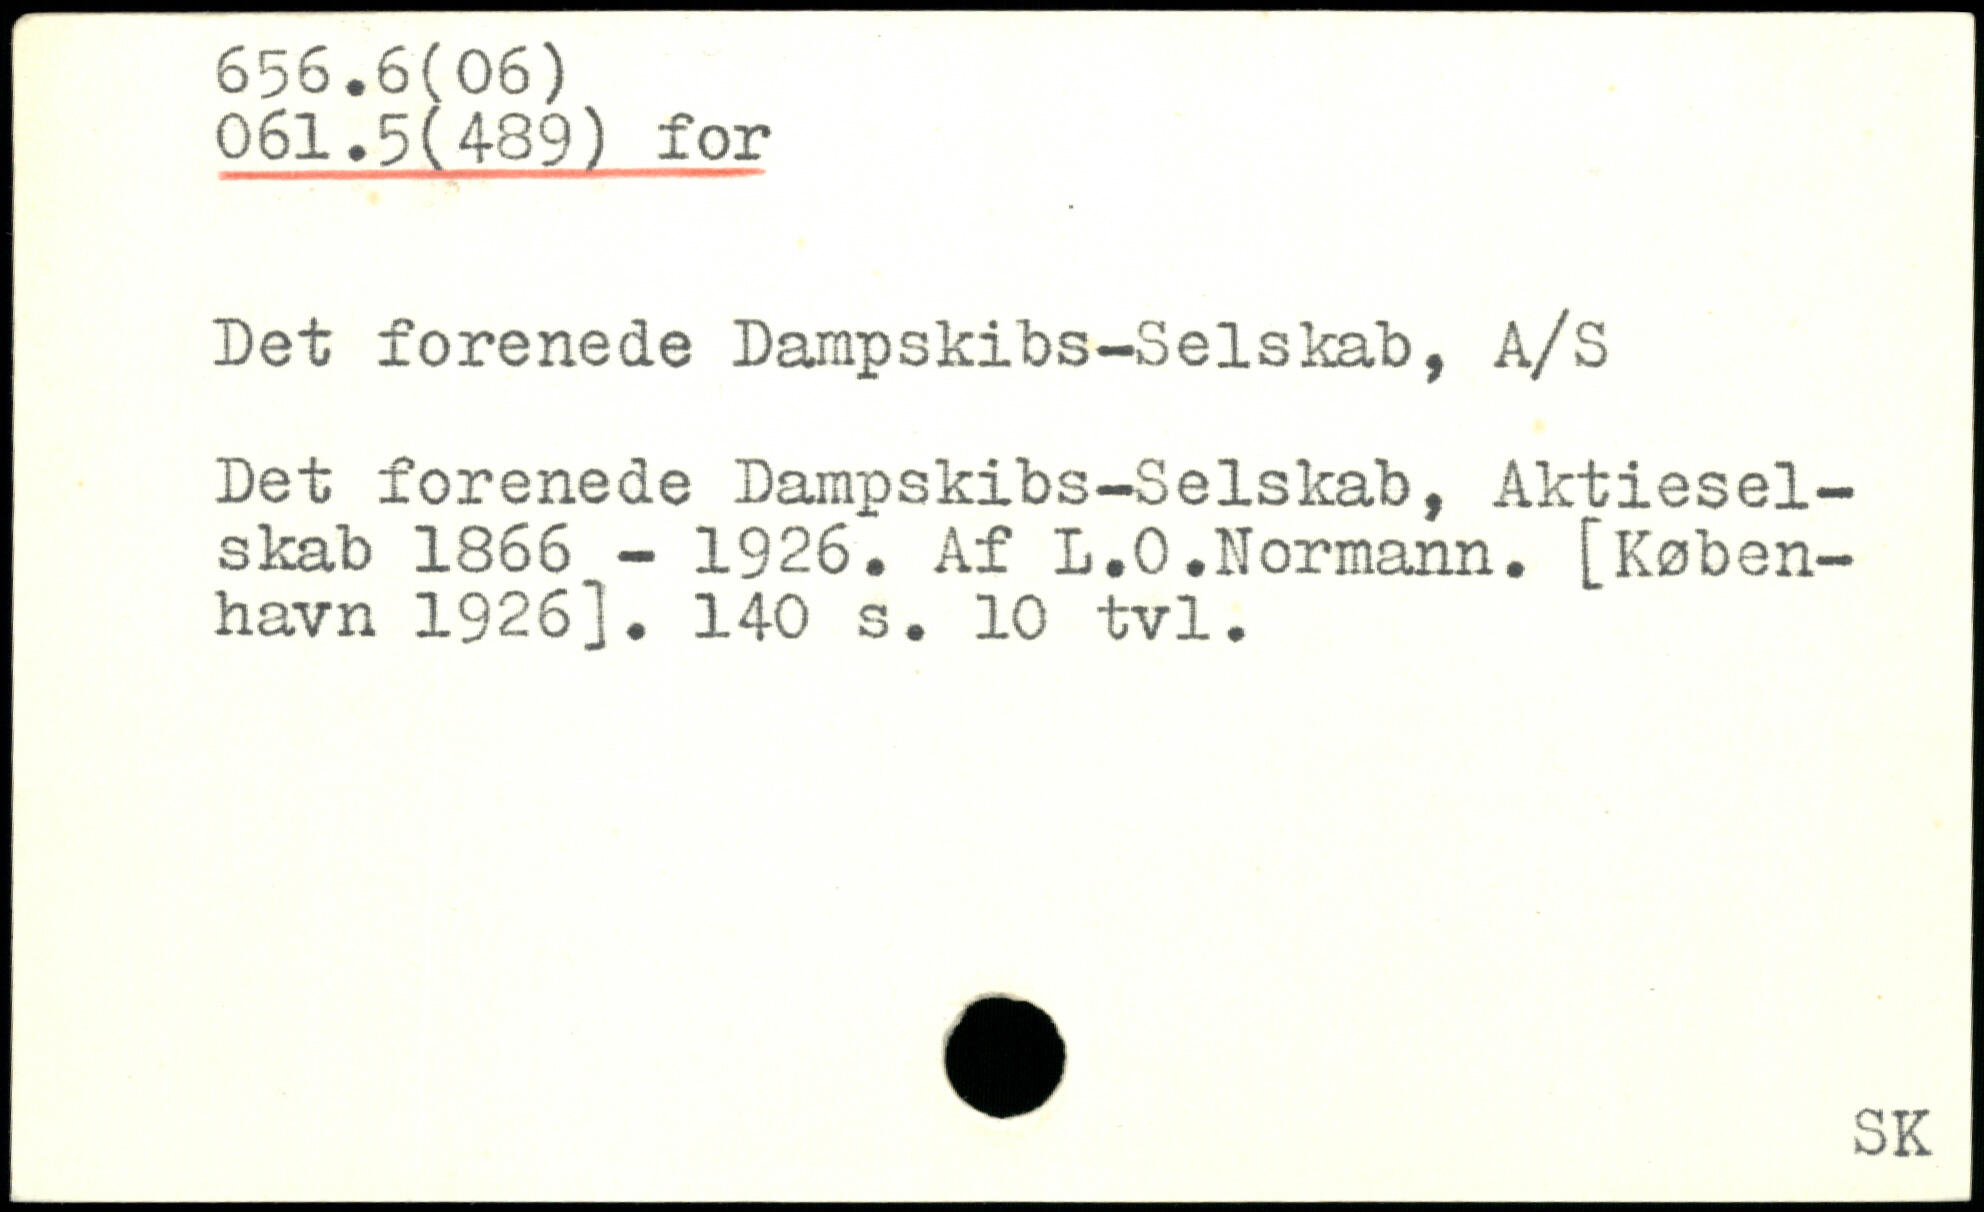 656.6(06)
061.5(489) for
Det forenede Dampskibs-Selskab, A/S
Det forenede Dampskibs-Selskab, Aktiesel-
skab 1866 - 1926. Af L.O.Normann. [Køben-
havn 1926]. 140 s. 10 tvl.
SK